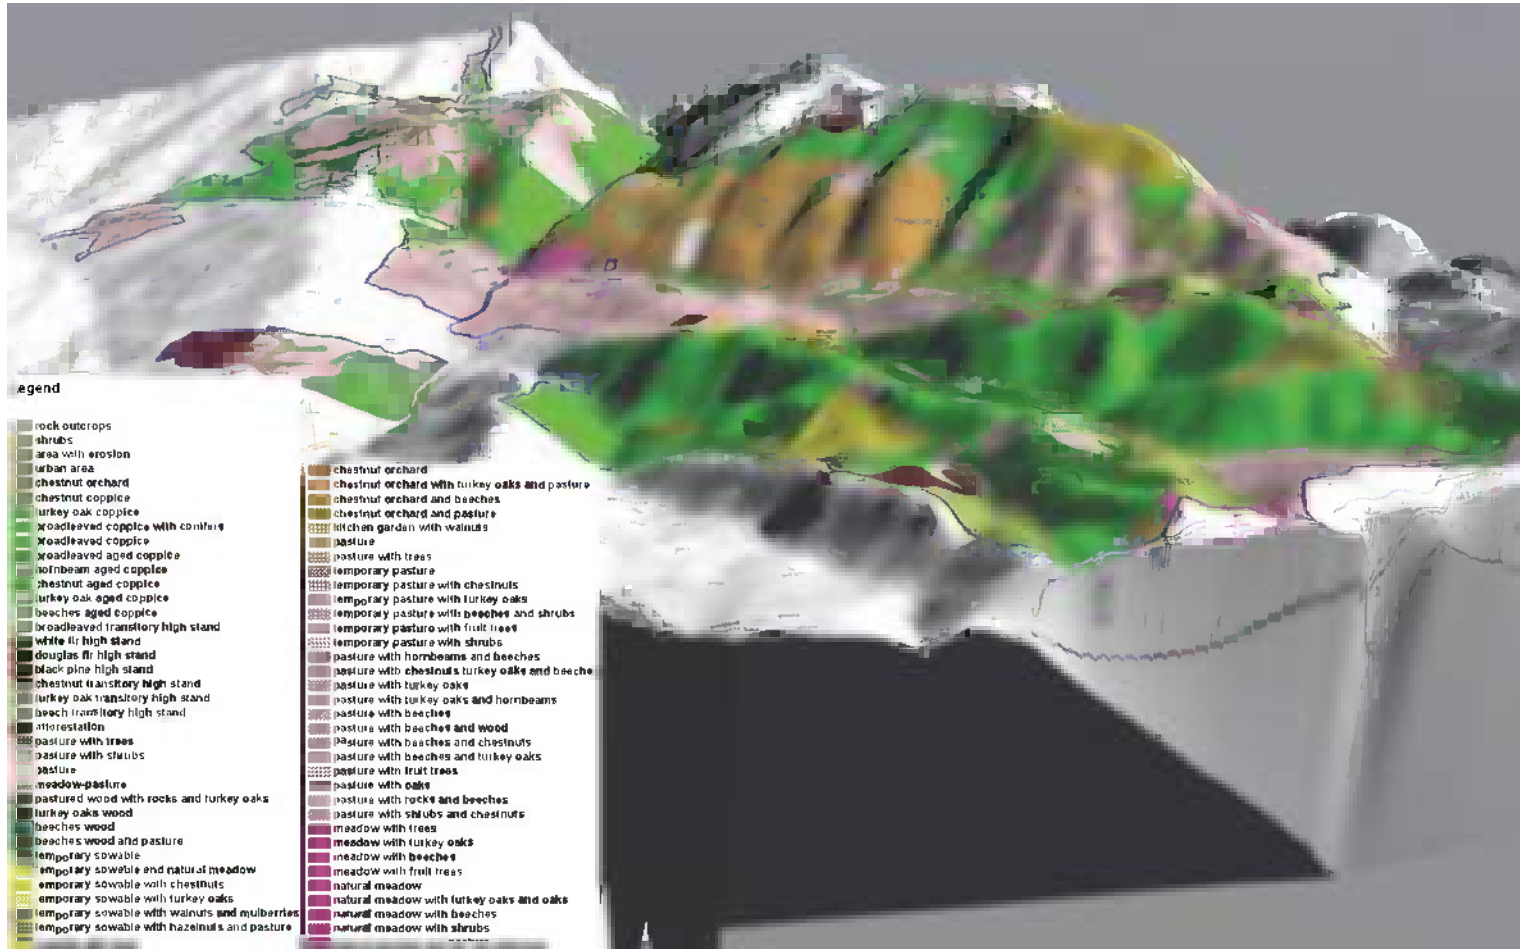 egend
rock outcrops
shrubs
area with erosion
urban area
chestnut orchard
chestnut coppice
turkey oak coppice
broadleaved coppice with conifers
broadleaved coppice
broadleaved aged coppice
hornbeam aged coppice
chestnut aged coppice
turkey oak aged coppice
beeches aged coppice
broadleaved transitory high stand
white fir high stand
douglas fir high stand
black pine high stand
chestnut transitory high stand
turkey oak transitory high stand
beech transitory high stand
afforestation
pasture with trees
pasture with shrubs
pasture
meadow-pasture
pastured wood with rocks and turkey oaks
turkey oaks wood
beeches wood
beeches wood and pasture
temporary sowable
temporary sowable and natural meadow
temporary sowable with chestnuts
temporary sowable with turkey oaks
temporary sowable with walnuts and mulberries
temporary sowable with hazelnuts and pasture
chestnut orchard
chestnut orchard with turkey oaks and pasture
chestnut orchard and beeches
chestnut orchard and pasture
kitchen garden with walnuts
pasture
pasture with trees
temporary pasture
temporary pasture with chestnuts
temporary pasture with turkey oaks
temporary pasture with beeches and shrubs
temporary pasture with fruit trees
temporary pasture with shrubs
pasture with hornbeams and beeches
pasture with chestnuts turkey oaks and beeche
pasture with turkey oaks
pasture with turkey oaks and hornbeams
pasture with beeches
pasture with beeches and wood
pasture with beeches and chestnuts
pasture with beeches and turkey oaks
pasture with fruit trees
pasture with oaks
pasture with rocks and beeches
pasture with shrubs and chestnuts
meadow with trees
meadow with turkey oaks
meadow with beeches
meadow with fruit trees
natural meadow
natural meadow with turkey oaks and oaks
natural meadow with beeches
natural meadow with shrubs